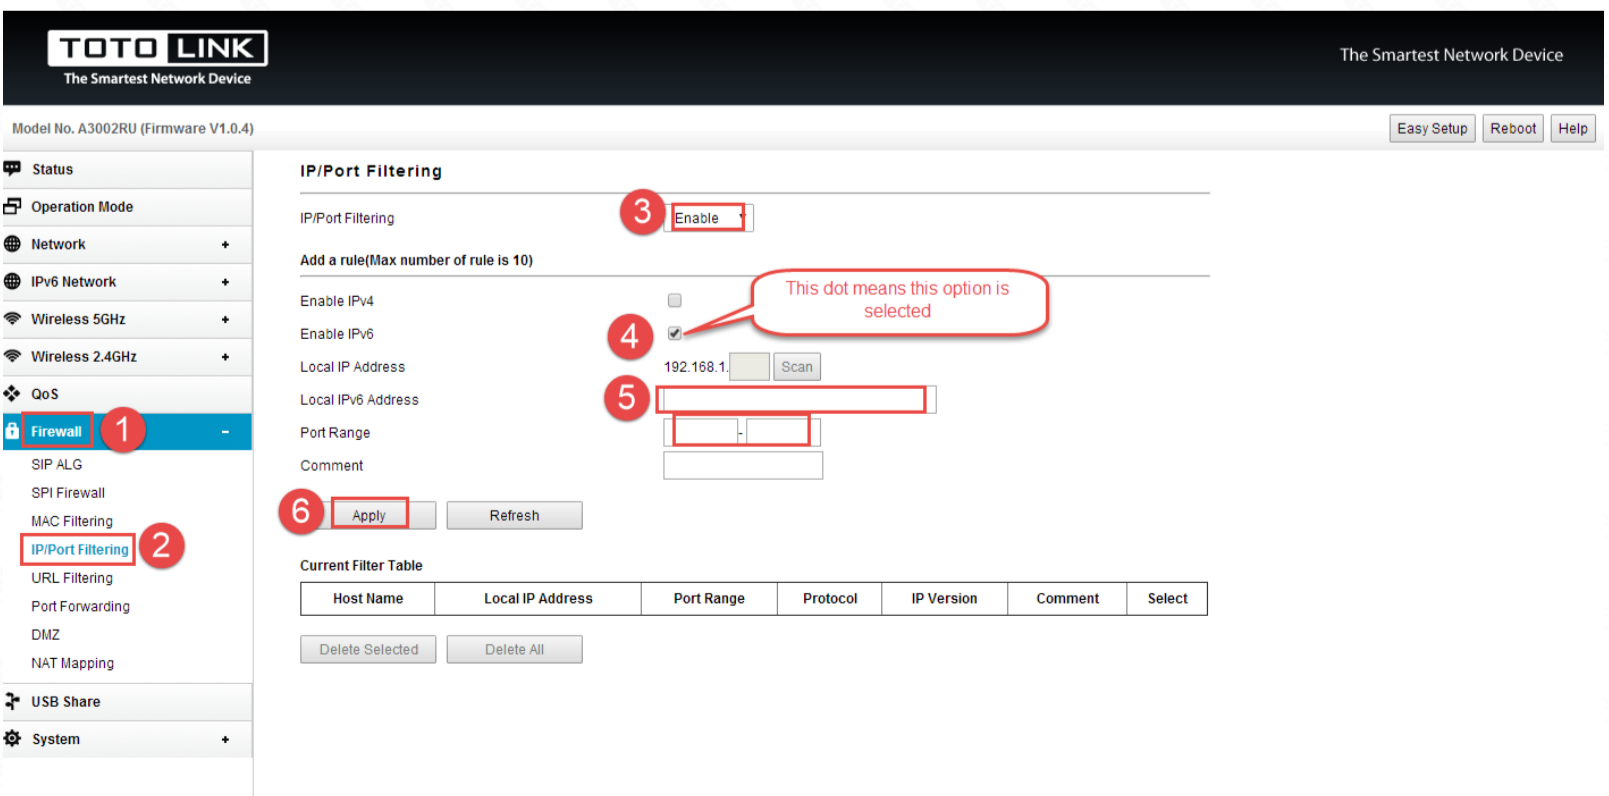 TOTO LINK
The Smartest Network Device
The Smartest Network Device
Model No. A3002RU (Firmware V1.0.4)
Easy Setup
Reboot
Help
Status
Operation Mode
Network +
IPv6 Network +
Wireless 5GHz +
Wireless 2.4GHz +
QoS
Firewall 1 -
SIP ALG
SPI Firewall
MAC Filtering
IP/Port Filtering 2
URL Filtering
Port Forwarding
DMZ
NAT Mapping
USB Share
System +
IP/Port Filtering
IP/Port Filtering 3 Enable
Add a rule(Max number of rule is 10)
Enable IPv4
This dot means this option is
selected
Enable IPv6 4
Local IP Address 192.168.1. Scan
Local IPv6 Address 5
Port Range -
Comment
6 Apply Refresh
Current Filter Table
Host Name Local IP Address Port Range Protocol IP Version Comment Select
Delete Selected Delete All